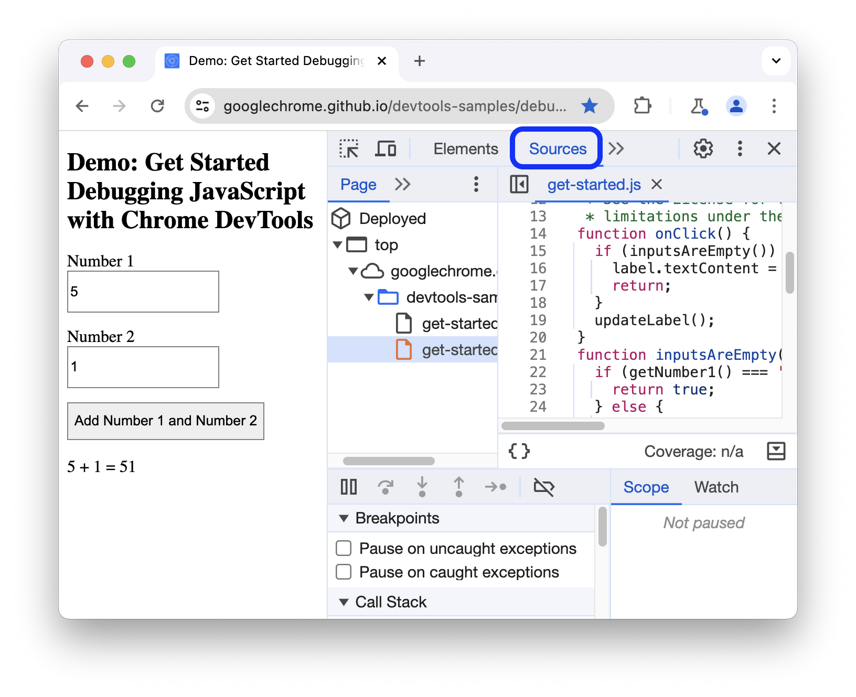 Demo: Get Started Debugging
googlechrome.github.io/devtools-samples/debu...
Demo: Get Started
Debugging JavaScript
with Chrome DevTools
Number 1
5
Number 2
1
Add Number 1 and Number 2
5 + 1 = 51
Elements
Sources
Page
Deployed
top
googlechrome.
devtools-sam
get-started
get-started
get-started.js
13 * limitations under the
14 function onClick() {
15 if (inputsAreEmpty())
16 label.textContent =
17 return;
18 }
19 updateLabel();
20 }
21 function inputsAreEmpty(
22 if (getNumber1() === '
23 return true;
24 } else {
{}
Coverage: n/a
Breakpoints
Pause on uncaught exceptions
Pause on caught exceptions
Call Stack
Scope
Watch
Not paused